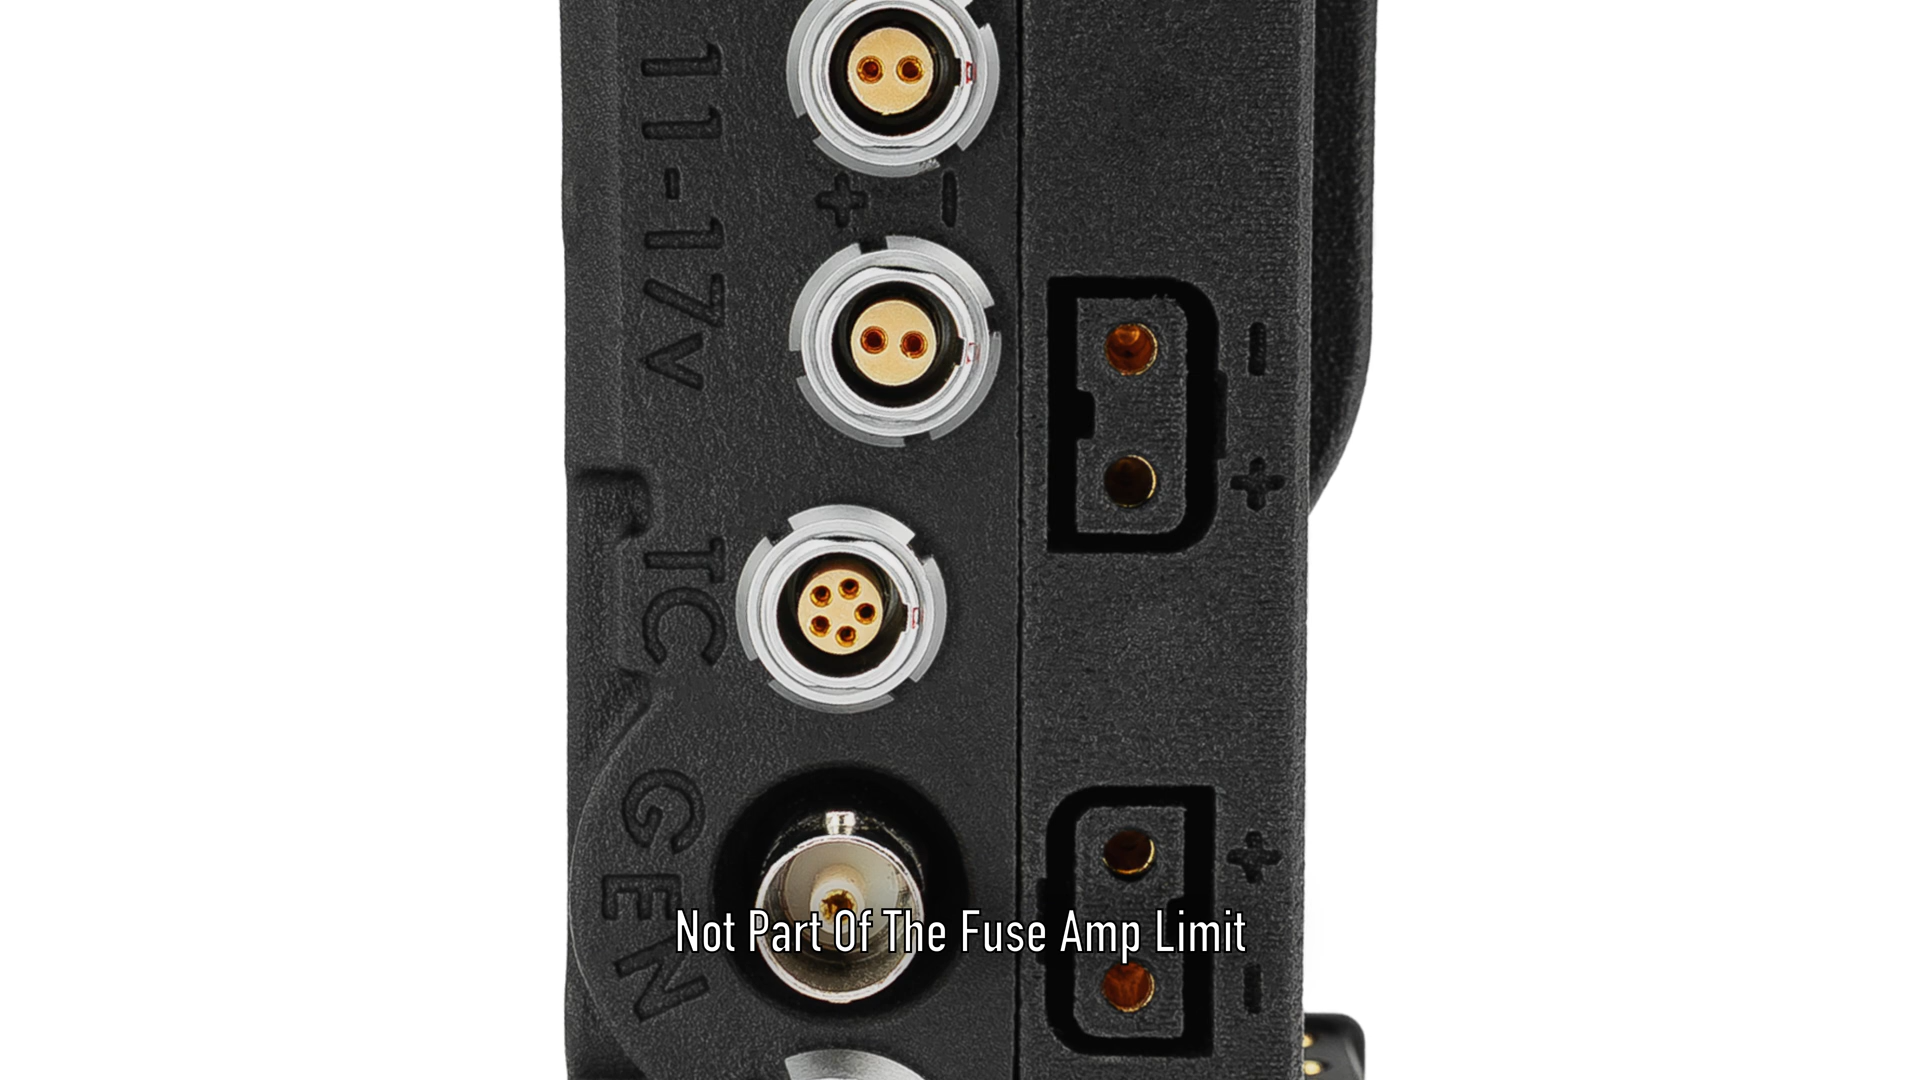 11-17v
+ -
-
+
TC
GEN
+
-
Not Part Of The Fuse Amp Limit